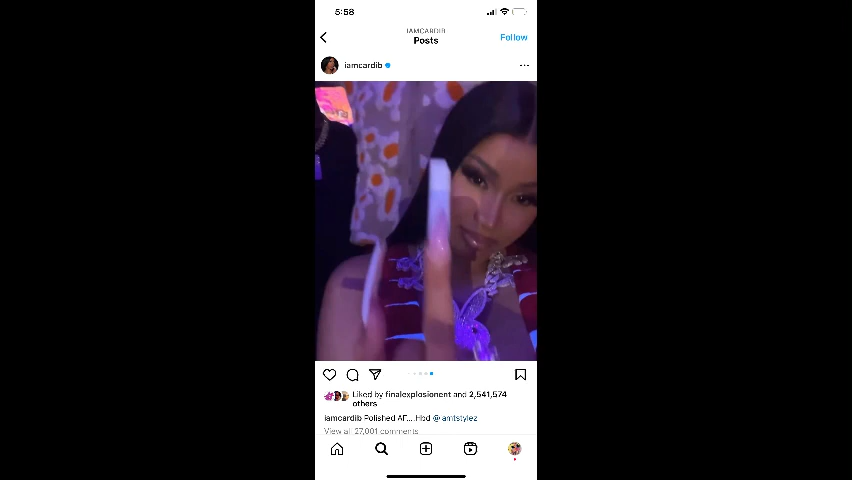 5:58
IAMCARDIB
Posts
Follow
iamcardib
Liked by finalexplosionent and 2,541,574
others
iamcardib Polished AF....Hbd @amtstylez
View all 27,001 comments